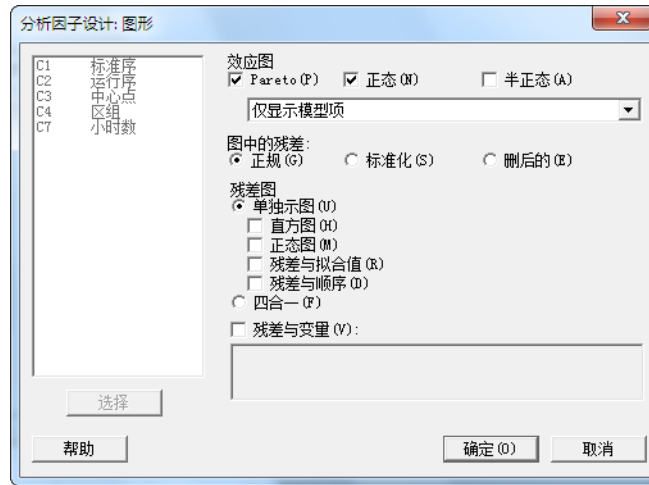 分析因子设计: 图形
C1 标准序
C2 运行序
C3 中心点
C4 区组
C7 小时数
效应图
Pareto(P) 正态(N) 半正态(A)
仅显示模型项
图中的残差:
正规(G) 标准化(S) 删后的(E)
残差图
单独示图(U)
直方图(H)
正态图(M)
残差与拟合值(R)
残差与顺序(D)
四合一(F)
残差与变量(V):
选择
帮助 确定(O) 取消